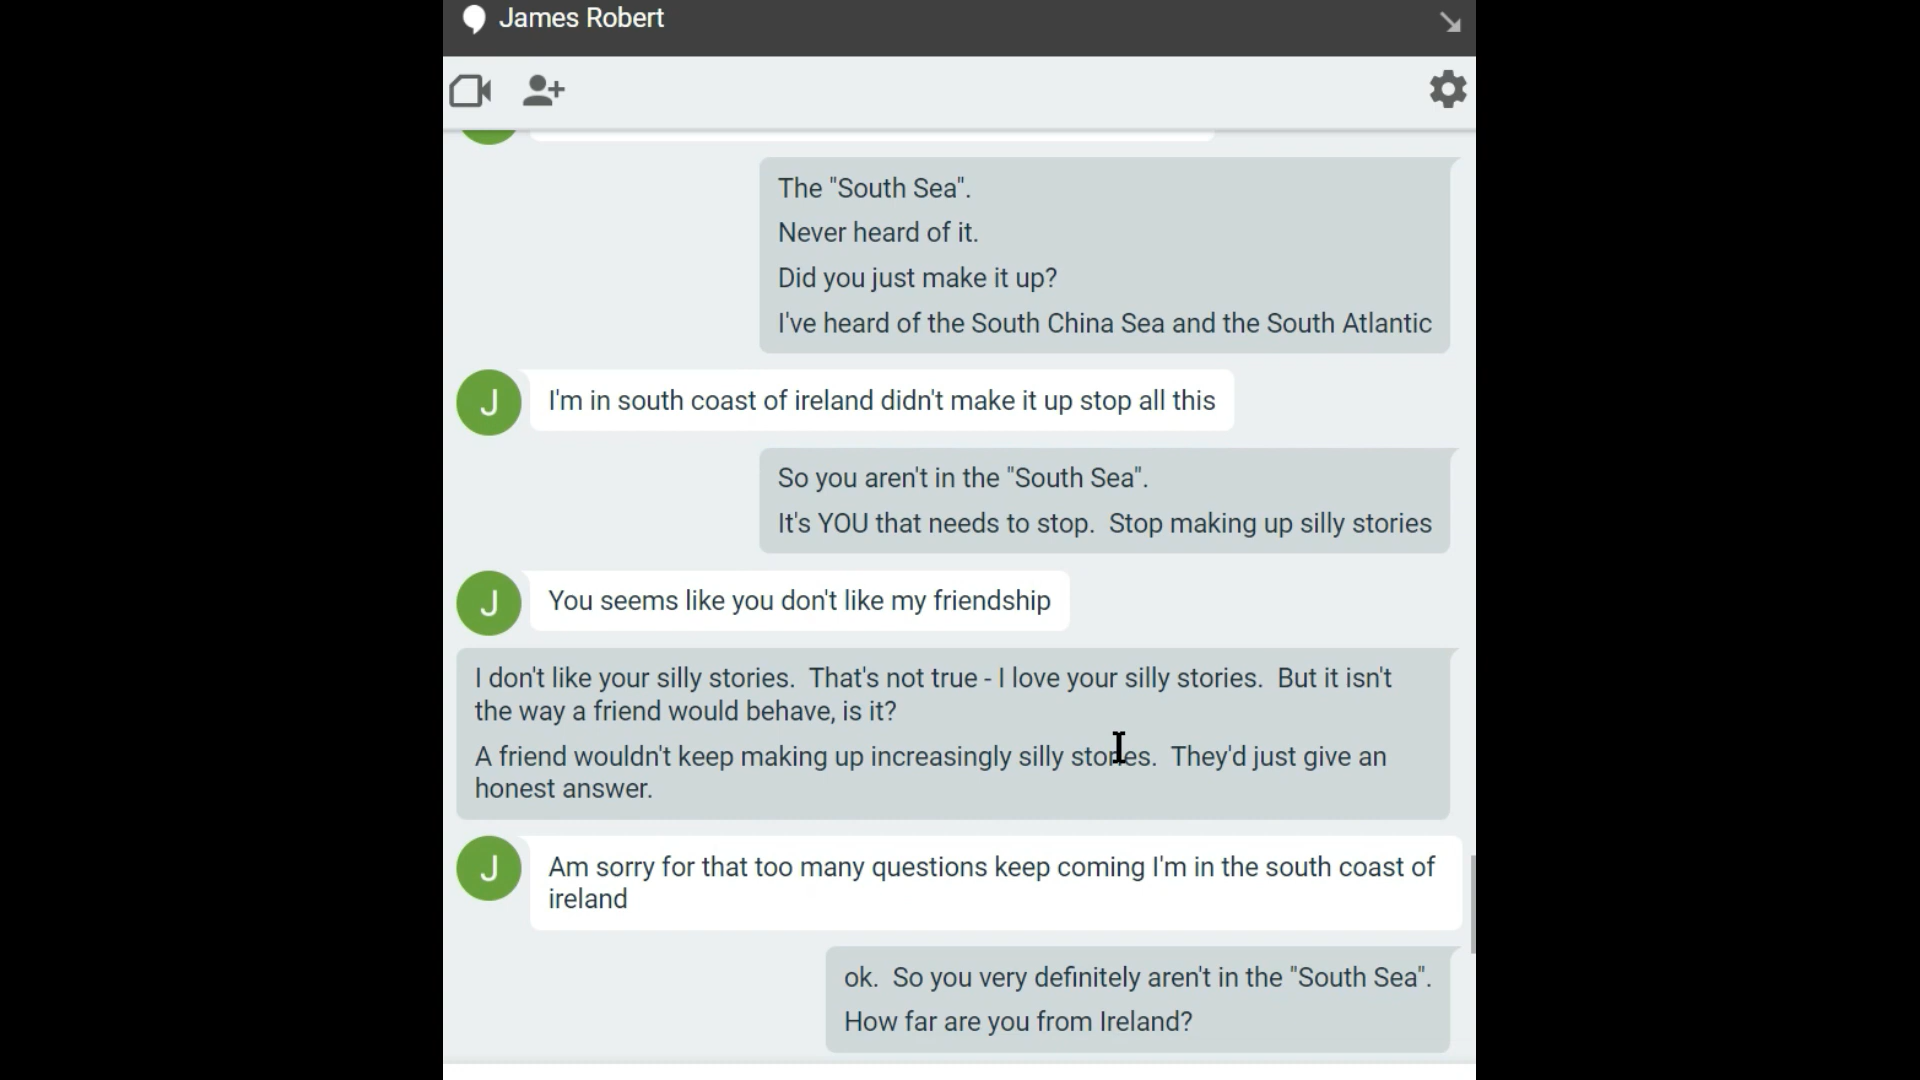 James Robert
The "South Sea".
Never heard of it.
Did you just make it up?
I've heard of the South China Sea and the South Atlantic
J
I'm in south coast of ireland didn't make it up stop all this
So you aren't in the "South Sea".
It's YOU that needs to stop.  Stop making up silly stories
J
You seems like you don't like my friendship
I don't like your silly stories.  That's not true - I love your silly stories.  But it isn't
the way a friend would behave, is it?
A friend wouldn't keep making up increasingly silly stories.  They'd just give an
honest answer.
J
Am sorry for that too many questions keep coming I'm in the south coast of
ireland
ok.  So you very definitely aren't in the "South Sea".
How far are you from Ireland?